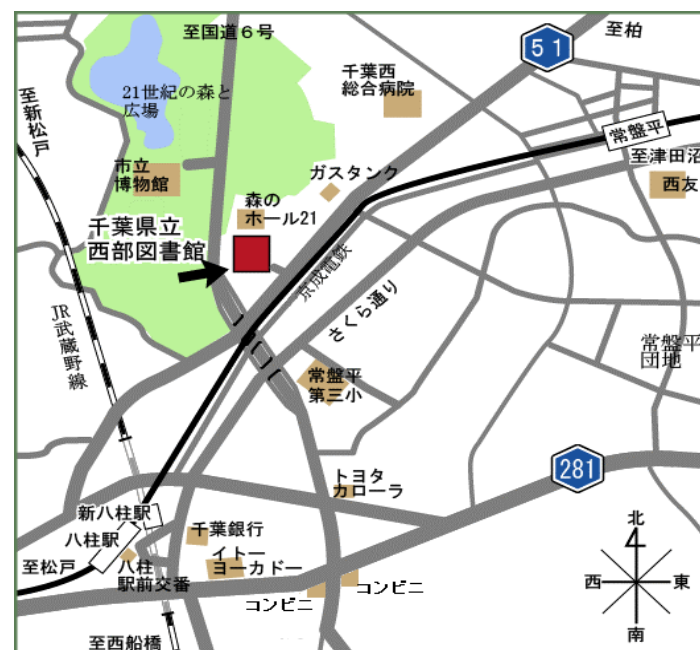 至国道６号
至柏
51
千葉西
総合病院
21世紀の森と
広場
至新松戸
常盤平
至津田沼
西友
市立
博物館
ガスタンク
森の
ホール21
千葉県立
西部図書館
京成電鉄
さくら通り
JR武蔵野線
常盤平
団地
常盤平
第三小
281
トヨタ
カローラ
新八柱駅
八柱駅
千葉銀行
イトー
ヨーカドー
至松戸
八柱
駅前交番
コンビニ
コンビニ
至西船橋
北
西
東
南